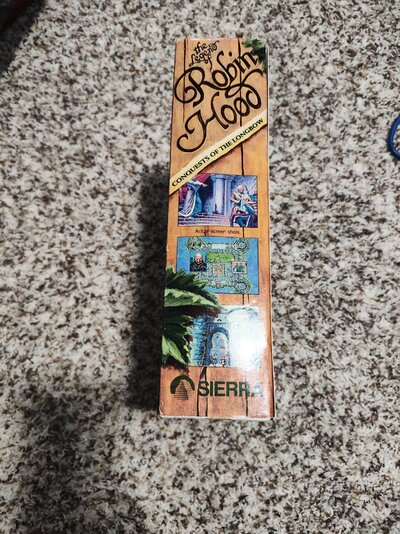 the
Legend
of
Robin
Hood
CONQUESTS OF THE LONGBOW
Actual screen shots.
SIERRA